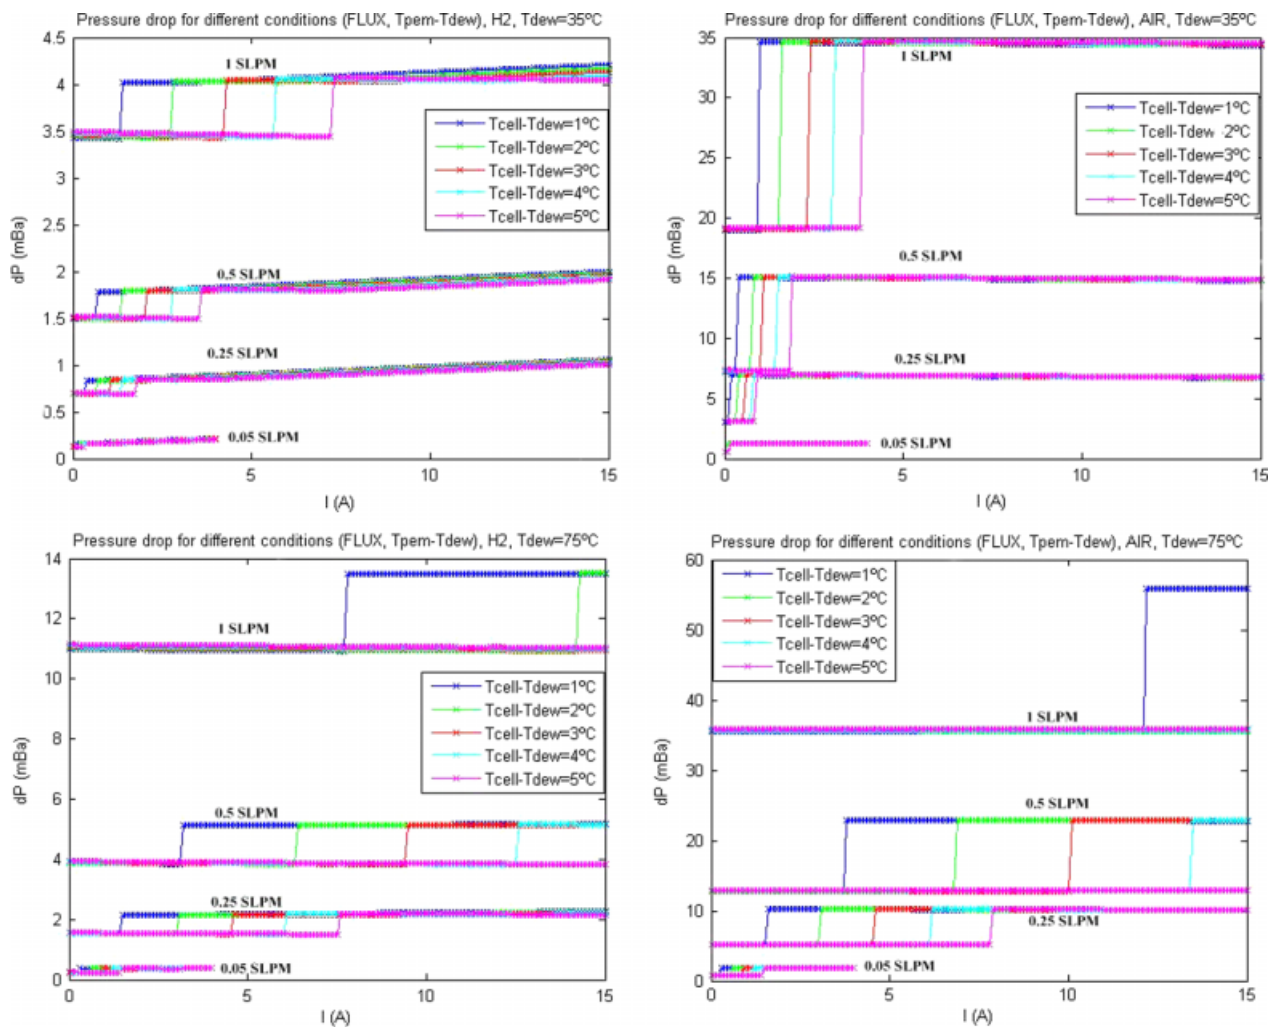 Pressure drop for different conditions (FLUX, Tpem-Tdew), H2, Tdew=35ºC
4.5
4
3.5
3
2.5
2
1.5
1
0.5
0
dP (mBa)
1 SLPM
0.5 SLPM
0.25 SLPM
0.05 SLPM
Tcell-Tdew=1ºC
Tcell-Tdew=2ºC
Tcell-Tdew=3ºC
Tcell-Tdew=4ºC
Tcell-Tdew=5ºC
0
5
10
15
I (A)
Pressure drop for different conditions (FLUX, Tpem-Tdew), AIR, Tdew=35ºC
35
30
25
20
15
10
5
0
dP (mBa)
1 SLPM
0.5 SLPM
0.25 SLPM
0.05 SLPM
Tcell-Tdew=1ºC
Tcell-Tdew -2ºC
Tcell-Tdew=3ºC
Tcell-Tdew=4ºC
Tcell-Tdew=5ºC
0
5
10
15
I (A)
Pressure drop for different conditions (FLUX, Tpem-Tdew), H2, Tdew=75ºC
14
12
10
8
6
4
2
0
dP (mBa)
1 SLPM
0.5 SLPM
0.25 SLPM
0.05 SLPM
Tcell-Tdew=1ºC
Tcell-Tdew=2ºC
Tcell-Tdew=3ºC
Tcell-Tdew=4ºC
Tcell-Tdew=5ºC
0
5
10
15
I (A)
Pressure drop for different conditions (FLUX, Tpem-Tdew), AIR, Tdew=75ºC
60
50
40
30
20
10
0
dP (mBa)
Tcell-Tdew=1ºC
Tcell-Tdew=2ºC
Tcell-Tdew=3ºC
Tcell-Tdew=4ºC
Tcell-Tdew=5ºC
1 SLPM
0.5 SLPM
0.25 SLPM
0.05 SLPM
0
5
10
15
I (A)